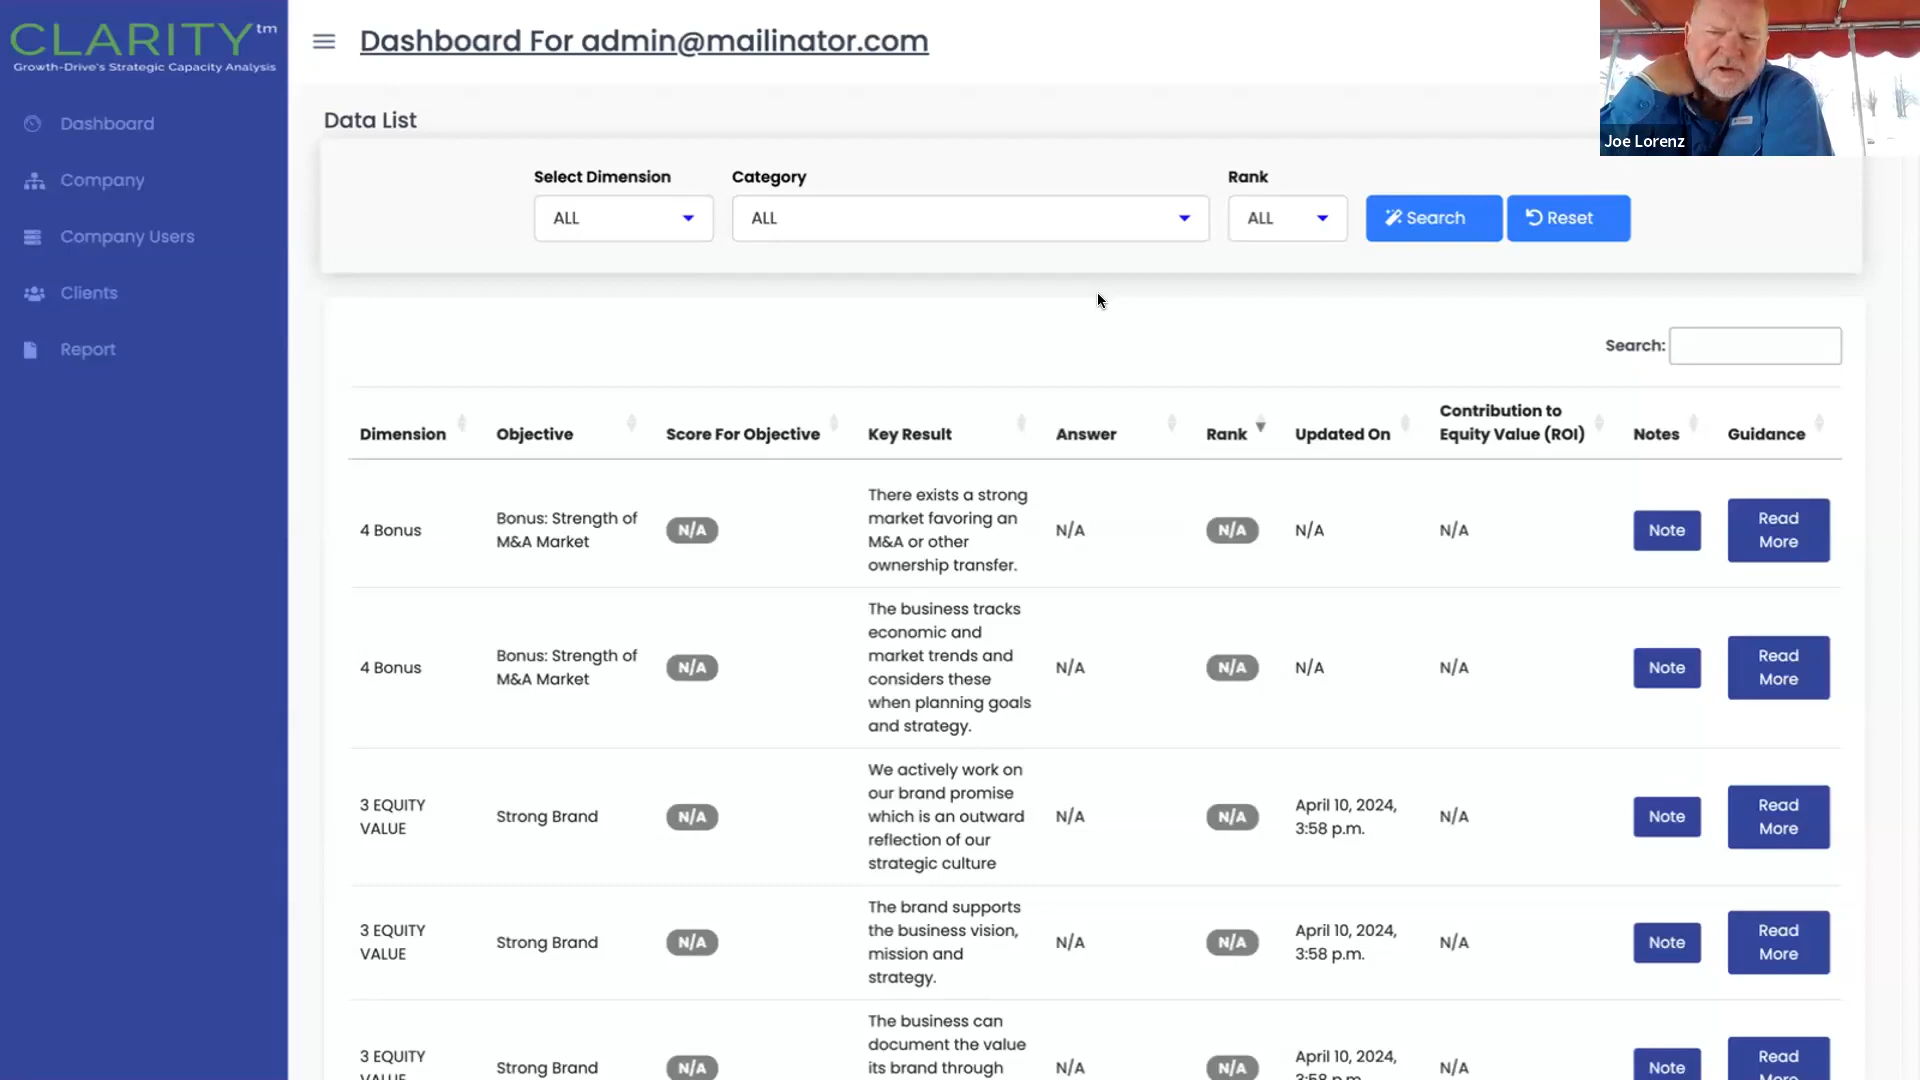 CLARITY™
Growth-Drive's Strategic Capacity Analysis
Dashboard
Company
Company Users
Clients
Report
Dashboard For admin@mailinator.com
Joe Lorenz
Data List
Select Dimension
Category
Rank
ALL
ALL
ALL
Search
Reset
Search:
Dimension
Objective
Score For Objective
Key Result
Answer
Rank
Updated On
Contribution to
Equity Value (ROI)
Notes
Guidance
4 Bonus
Bonus: Strength of
M&A Market
N/A
There exists a strong
market favoring an
M&A or other
ownership transfer.
N/A
N/A
N/A
N/A
Note
Read
More
4 Bonus
Bonus: Strength of
M&A Market
N/A
The business tracks
economic and
market trends and
considers these
when planning goals
and strategy.
N/A
N/A
N/A
N/A
Note
Read
More
3 EQUITY
VALUE
Strong Brand
N/A
We actively work on
our brand promise
which is an outward
reflection of our
strategic culture
N/A
N/A
April 10, 2024,
3:58 p.m.
N/A
Note
Read
More
3 EQUITY
VALUE
Strong Brand
N/A
The brand supports
the business vision,
mission and
strategy.
N/A
N/A
April 10, 2024,
3:58 p.m.
N/A
Note
Read
More
3 EQUITY
VALUE
Strong Brand
N/A
The business can
document the value
its brand through
N/A
N/A
April 10, 2024,
3:58 p.m.
N/A
Note
Read
More